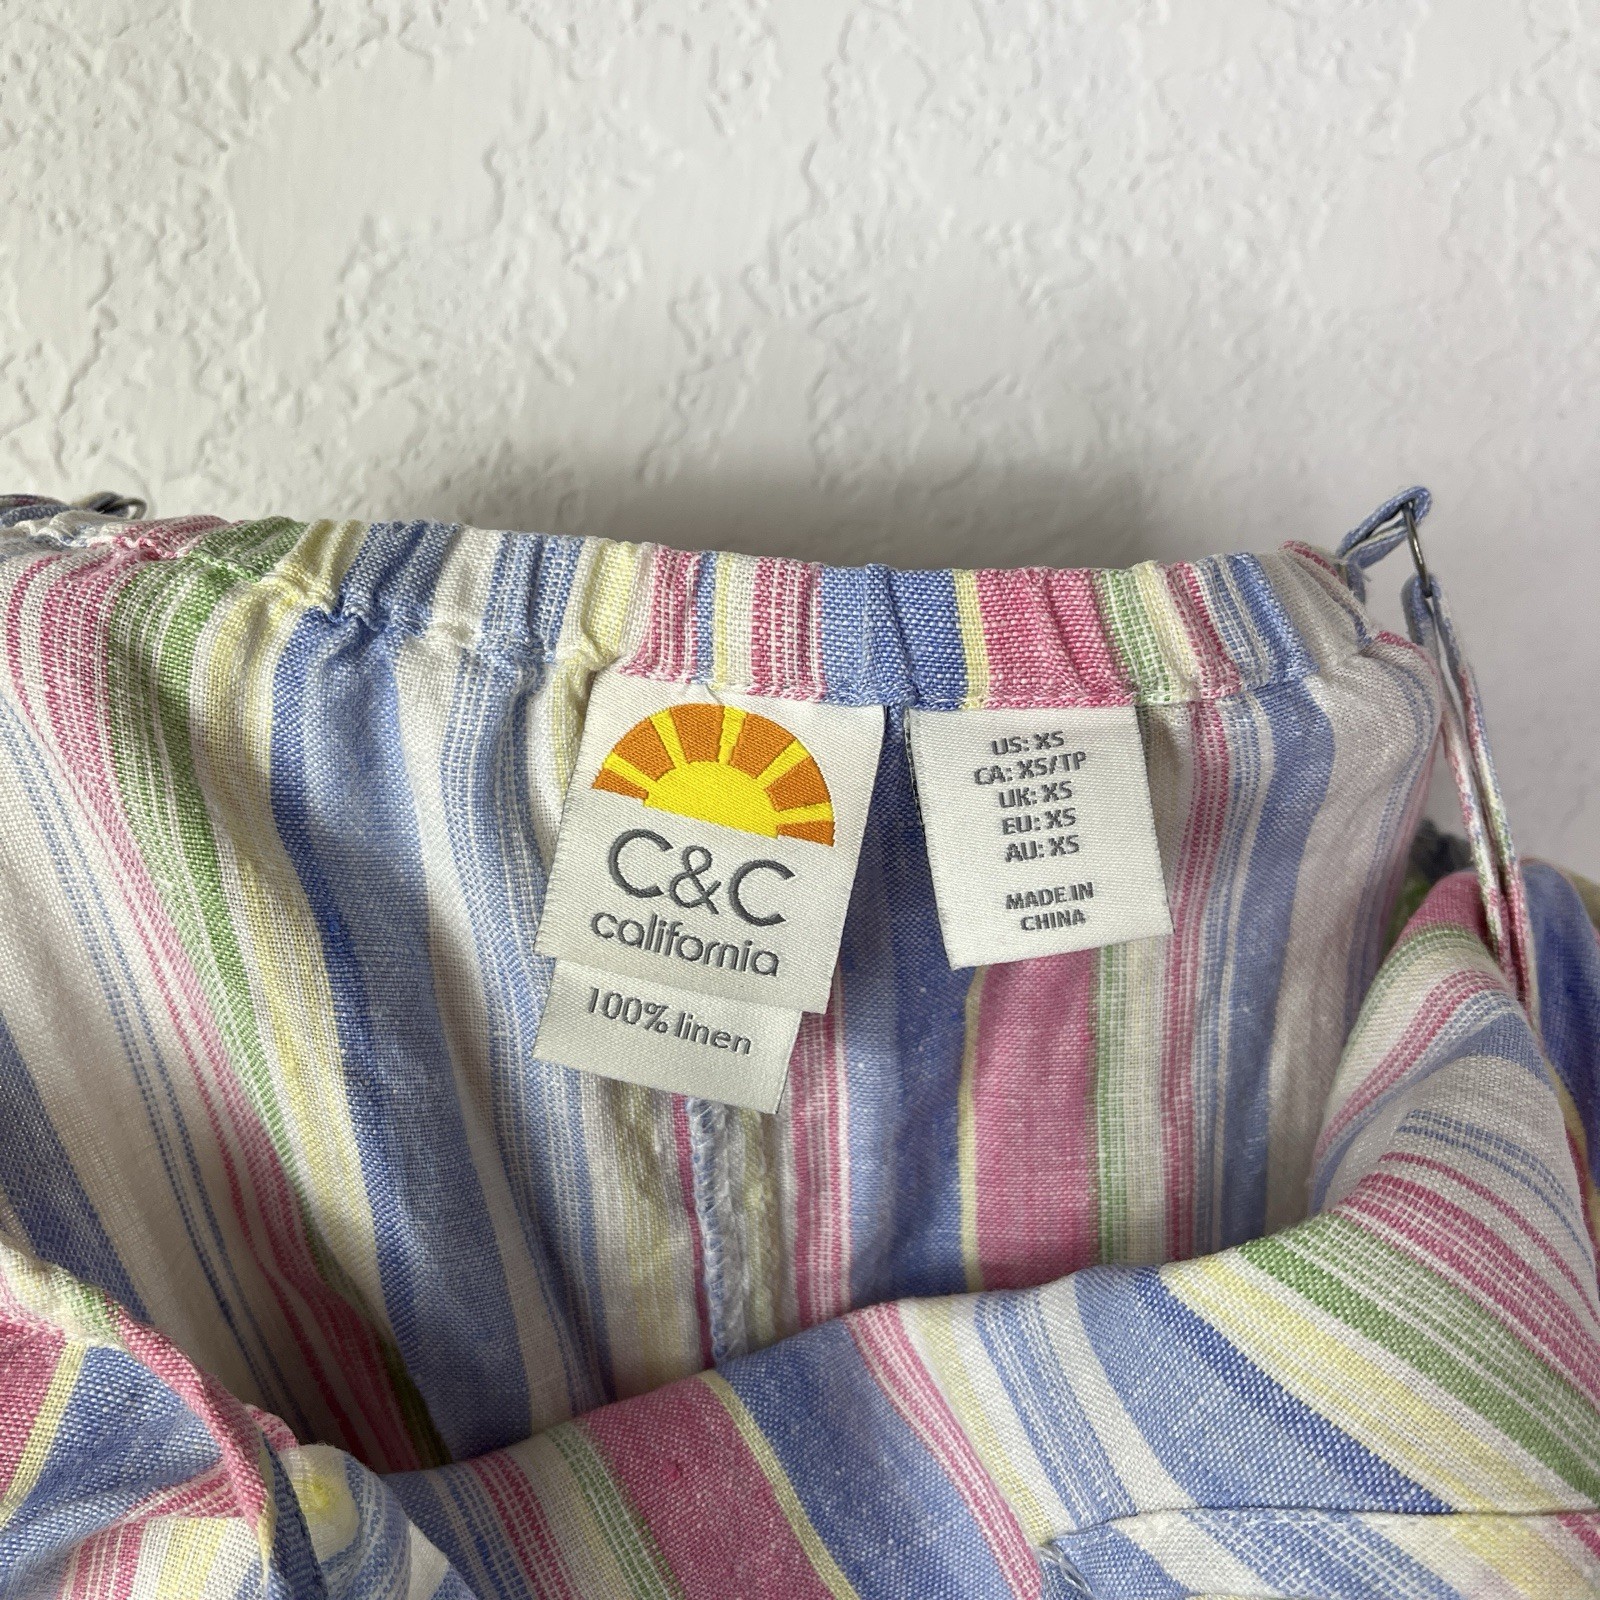 C&C
california
100% linen
US: XS
CA: XS/TP
UK: XS
EU: XS
AU: XS
MADE IN
CHINA